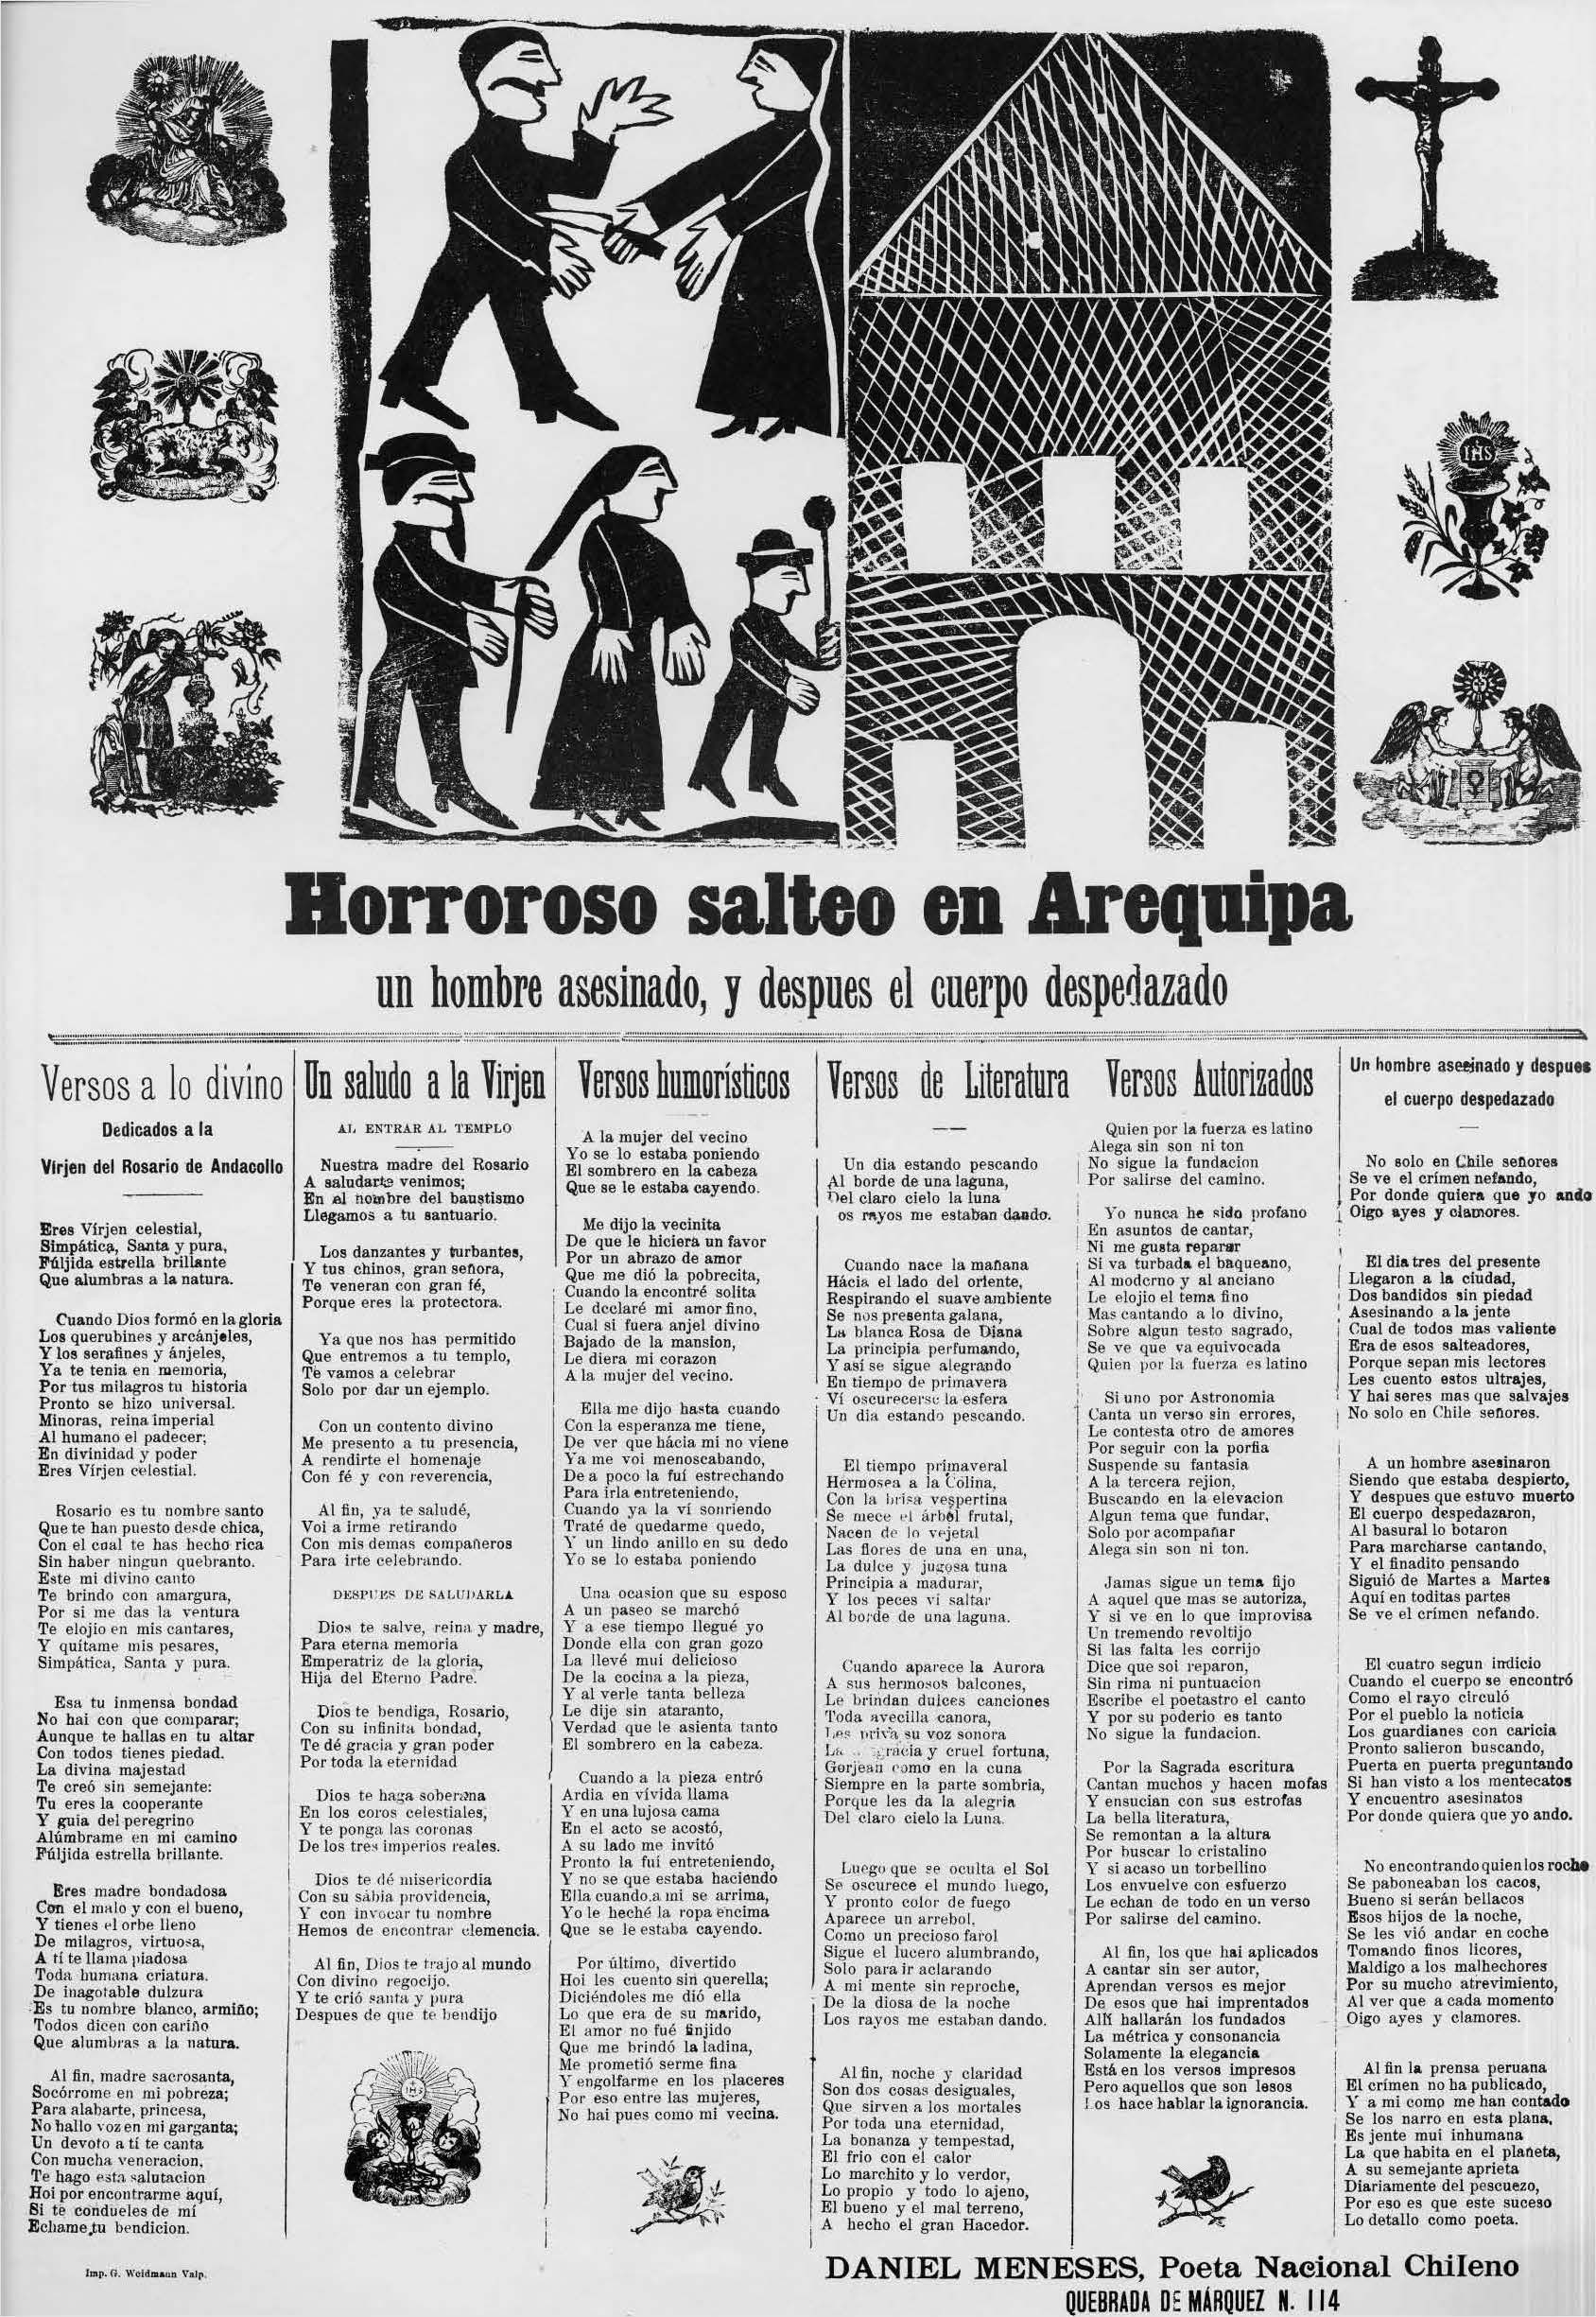 Horroroso salteo en Arequipa
un hombre asesinado, y despues el cuerpo despedazado
Versos a lo divino
Dedicados a la
Vírjen del Rosario de Andacollo
Eres Vírjen celestial,
Simpática, Santa y pura,
Fúljida estrella brillante
Que alumbras a la natura.
Cuando Dios formó en la gloria
Los querubines y arcánjeles,
Y los serafines y ánjeles,
Ya te tenia en memoria,
Por tus milagros tu historia
Pronto se hizo universal.
Minoras, reina imperial
Al humano el padecer;
En divinidad y poder
Eres Vírjen celestial.
Rosario es tu nombre santo
Que te han puesto desde chica,
Con el cual te has hecho rica
Sin haber ningun quebranto.
Este mi divino canto
Te brindo con amargura,
Por si me das la ventura
Te elojio en mis cantares,
Y quítame mis pesares,
Simpática, Santa y pura.
Esa tu inmensa bondad
No hai con que comparar;
Aunque te hallas en tu altar
Con todos tienes piedad.
La divina majestad
Te creó sin semejante:
Tu eres la cooperante
Y guia del peregrino
Alúmbrame en mi camino
Fúljida estrella brillante.
Eres madre bondadosa
Con el malo y con el bueno,
Y tienes el orbe lleno
De milagros, virtuosa,
A tí te llama piadosa
Toda humana criatura.
De inagotable dulzura
Es tu nombre blanco, armiño;
Todos dicen con cariño
Que alumbras a la natura.
Al fin, madre sacrosanta,
Socórrome en mi pobreza;
Para alabarte, princesa,
No hallo voz en mi garganta;
Un devoto a tí te canta
Con mucha veneracion,
Te hago esta salutacion
Hoi por encontrarme aquí,
Si te condueles de mí
Echame tu bendicion.
Imp. G. Weidmann Valp.
Un saludo a la Virjen
AL ENTRAR AL TEMPLO
Nuestra madre del Rosario
A saludarte venimos;
En el nombre del baustismo
Llegamos a tu santuario.
Los danzantes y turbantes,
Y tus chinos, gran señora,
Te veneran con gran fé,
Porque eres la protectora.
Ya que nos has permitido
Que entremos a tu templo,
Te vamos a celebrar
Solo por dar un ejemplo.
Con un contento divino
Me presento a tu presencia,
A rendirte el homenaje
Con fé y con reverencia,
Al fin, ya te saludé,
Voi a irme retirando
Con mis demas compañeros
Para irte celebrando.
DESPUES DE SALUDARLA
Dios te salve, reina y madre,
Para eterna memoria
Emperatriz de la gloria,
Hija del Eterno Padre.
Dios te bendiga, Rosario,
Con su infinita bondad,
Te dé gracia y gran poder
Por toda la eternidad
Dios te haga soberana
En los coros celestiales,
Y te ponga las coronas
De los tres imperios reales.
Dios te dé misericordia
Con su sábia providencia,
Y con invocar tu nombre
Hemos de encontrar clemencia.
Al fin, Dios te trajo al mundo
Con divino regocijo,
Y te crió santa y pura
Despues de que te bendijo
Versos humorísticos
A la mujer del vecino
Yo se lo estaba poniendo
El sombrero en la cabeza
Que se le estaba cayendo.
Me dijo la vecinita
De que le hiciera un favor
Por un abrazo de amor
Que me dió la pobrecita,
Cuando la encontré solita
Le declaré mi amor fino,
Cual si fuera anjel divino
Bajado de la mansion,
Le diera mi corazon
A la mujer del vecino.
Ella me dijo hasta cuando
Con la esperanza me tiene,
De ver que hácia mi no viene
Ya me voi menoscabando,
De a poco la fuí estrechando
Para irla entreteniendo,
Cuando ya la ví sonriendo
Traté de quedarme quedo,
Y un lindo anillo en su dedo
Yo se lo estaba poniendo
Una ocasion que su esposo
A un paseo se marchó
Y a ese tiempo llegué yo
Donde ella con gran gozo
La llevé mui delicioso
De la cocina a la pieza,
Y al verle tanta belleza
Le dije sin ataranto,
Verdad que le asienta tanto
El sombrero en la cabeza.
Cuando a la pieza entró
Ardia en vívida llama
Y en una lujosa cama
En el acto se acostó,
A su lado me invitó
Pronto la fui entreteniendo,
Y no se que estaba haciendo
Ella cuando a mi se arrima,
Yo le heché la ropa encima
Que se le estaba cayendo.
Por último, divertido
Hoi les cuento sin querella;
Diciéndoles me dió ella
Lo que era de su marido,
El amor no fué finjido
Que me brindó la ladina,
Me prometió serme fina
Y engolfarme en los placeres
Por eso entre las mujeres,
No hai pues como mi vecina.
Versos de Literatura
Un dia estando pescando
Al borde de una laguna,
Del claro cielo la luna
os rayos me estaban dando.
Cuando nace la mañana
Hácia el lado del oriente,
Respirando el suave ambiente
Se nos presenta galana,
La blanca Rosa de Diana
La principia perfumando,
Y así se sigue alegrando
En tiempo de primavera
Ví oscurecerse la esfera
Un dia estando pescando.
El tiempo primaveral
Hermosea a la Colina,
Con la brisa vespertina
Se mece el árbol frutal,
Nacen de lo vejetal
Las flores de una en una,
La dulce y jugosa tuna
Principia a madurar,
Y los peces ví saltar
Al borde de una laguna.
Cuando aparece la Aurora
A sus hermosos balcones,
Le brindan dulces canciones
Toda avecilla canora,
Les priva su voz sonora
La gracia y cruel fortuna,
Gorjean como en la cuna
Siempre en la parte sombria,
Porque les da la alegria
Del claro cielo la Luna.
Luego que se oculta el Sol
Se oscurece el mundo luego,
Y pronto color de fuego
Aparece un arrebol,
Como un precioso farol
Sigue el lucero alumbrando,
Solo para ir aclarando
A mi mente sin reproche,
De la diosa de la noche
Los rayos me estaban dando.
Al fin, noche y claridad
Son dos cosas desiguales,
Que sirven a los mortales
Por toda una eternidad,
La bonanza y tempestad,
El frio con el calor
Lo marchito y lo verdor,
Lo propio y todo lo ajeno,
El bueno y el mal terreno,
A hecho el gran Hacedor.
Versos Autorizados
Quien por la fuerza es latino
Alega sin son ni ton
No sigue la fundacion
Por salirse del camino.
Yo nunca he sido profano
En asuntos de cantar,
Ni me gusta reparar
Si va turbada el baqueano,
Al moderno y al anciano
Le elojio el tema fino
Mas cantando a lo divino,
Sobre algun testo sagrado,
Se ve que va equivocada
Quien por la fuerza es latino
Si uno por Astronomia
Canta un verso sin errores,
Le contesta otro de amores
Por seguir con la porfia
Suspende su fantasia
A la tercera rejion,
Buscando en la elevacion
Algun tema que fundar,
Solo por acompañar
Alega sin son ni ton.
Jamas sigue un tema fijo
A aquel que mas se autoriza,
Y si ve en lo que improvisa
Un tremendo revoltijo
Si las falta les corrijo
Dice que soi reparon,
Sin rima ni puntuacion
Escribe el poetastro el canto
Y por su poderio es tanto
No sigue la fundacion.
Por la Sagrada escritura
Cantan muchos y hacen mofas
Y ensucian con sus estrofas
La bella literatura,
Se remontan a la altura
Por buscar lo cristalino
Y si acaso un torbellino
Los envuelve con esfuerzo
Le echan de todo en un verso
Por salirse del camino.
Al fin, los que hai aplicados
A cantar sin ser autor,
Aprendan versos es mejor
De esos que hai imprentados
Allí hallarán los fundados
La métrica y consonancia
Solamente la elegancia
Está en los versos impresos
Pero aquellos que son lesos
Los hace hablar la ignorancia.
Un hombre asesinado y despues
el cuerpo despedazado
No solo en Chile señores
Se ve el crímen nefando,
Por donde quiera que yo ando
Oigo ayes y clamores.
El dia tres del presente
Llegaron a la ciudad,
Dos bandidos sin piedad
Asesinando a la jente
Cual de todos mas valiente
Era de esos salteadores,
Porque sepan mis lectores
Les cuento estos ultrajes,
Y hai seres mas que salvajes
No solo en Chile señores.
A un hombre asesinaron
Siendo que estaba despierto,
Y despues que estuvo muerto
El cuerpo despedazaron,
Al basural lo botaron
Para marcharse cantando,
Y el finadito pensando
Siguió de Martes a Martes
Aquí en toditas partes
Se ve el crímen nefando.
El cuatro segun indicio
Cuando el cuerpo se encontró
Como el rayo circuló
Por el pueblo la noticia
Los guardianes con caricia
Pronto salieron buscando,
Puerta en puerta preguntando
Si han visto a los mentecatos
Y encuentro asesinatos
Por donde quiera que yo ando.
No encontrando quien los roche
Se paboneaban los cacos,
Bueno si serán bellacos
Esos hijos de la noche,
Se les vió andar en coche
Tomando finos licores,
Maldigo a los malhechores
Por su mucho atrevimiento,
Al ver que a cada momento
Oigo ayes y clamores.
Al fin la prensa peruana
El crímen no ha publicado,
Y a mi como me han contado
Se los narro en esta plana,
Es jente mui inhumana
La que habita en el planeta,
A su semejante aprieta
Diariamente del pescuezo,
Por eso es que este suceso
Lo detallo como poeta.
DANIEL MENESES, Poeta Nacional Chileno
QUEBRADA DE MÁRQUEZ N. 114
IHS